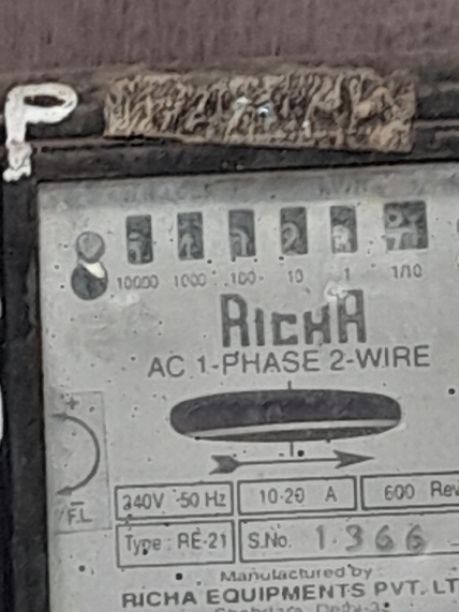 P
10000 1000 100 10 1 1/10
RICHA
AC 1-PHASE 2-WIRE
+
F.L
240V -50 Hz 10-20 A 600 Rev
Type : RE-21 S.No. 1366
Manufactured by
RICHA EQUIPMENTS PVT. LT